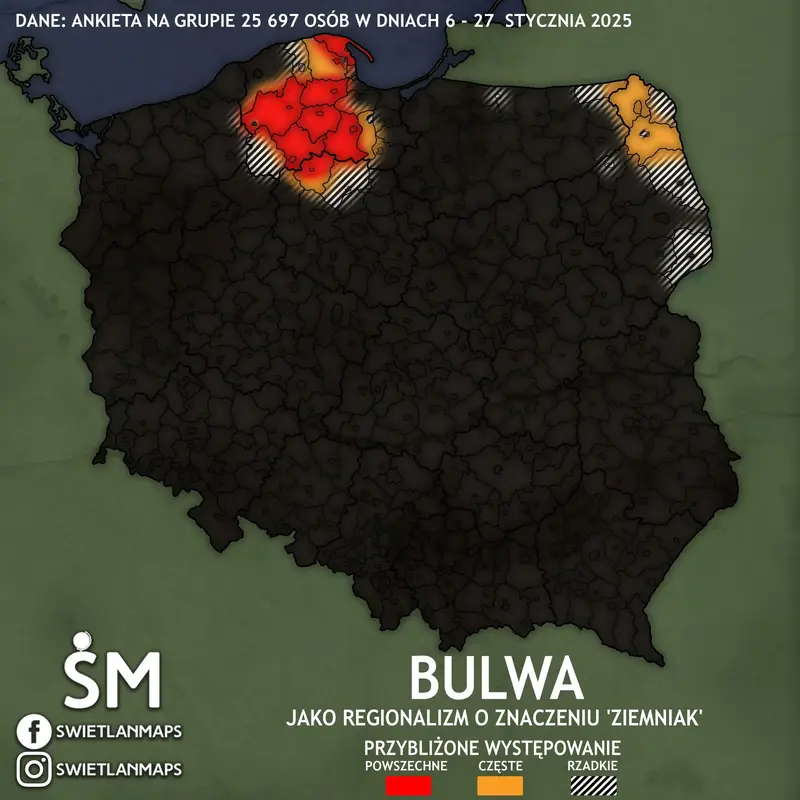 DANE: ANKIETA NA GRUPIE 25 697 OSÓB W DNIACH 6 - 27 STYCZNIA 2025
ŚM
SWIETLANMAPS
SWIETLANMAPS
BULWA
JAKO REGIONALIZM O ZNACZENIU 'ZIEMNIAK'
PRZYBLIŻONE WYSTĘPOWANIE
POWSZECHNE CZĘSTE RZADKIE